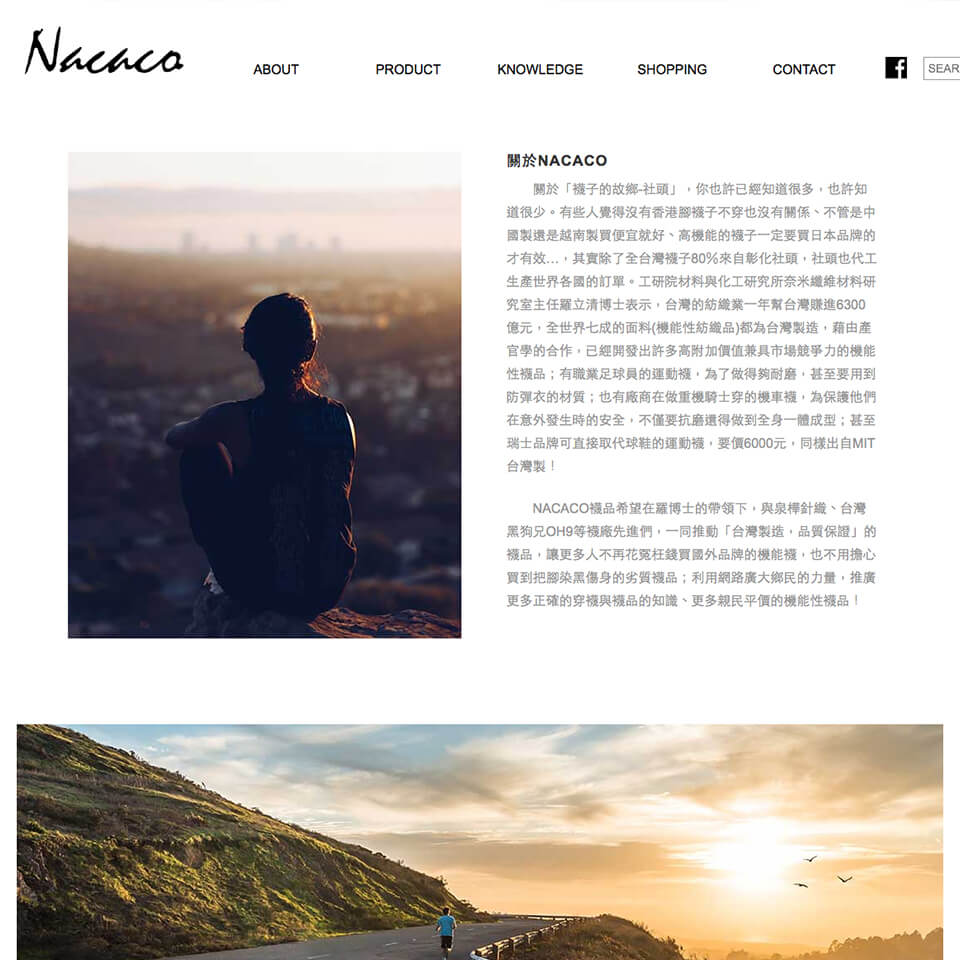 Nacaco
ABOUT PRODUCT KNOWLEDGE SHOPPING CONTACT f SEAR
關於NACACO
關於「襪子的故鄉-社頭」，你也許已經知道很多，也許知
道很少。有些人覺得沒有香港腳襪子不穿也沒有關係、不管是中
國製還是越南製買便宜就好、高機能的襪子一定要買日本品牌的
才有效…，其實除了全台灣襪子80%來自彰化社頭，社頭也代工
生產世界各國的訂單。工研院材料與化工研究所奈米纖維材料研
究室主任羅立清博士表示，台灣的紡織業一年幫台灣賺進6300
億元，全世界七成的面料(機能性紡織品)都為台灣製造，藉由產
官學的合作，已經開發出許多高附加價值兼具市場競爭力的機能
性襪品；有職業足球員的運動襪，為了做得夠耐磨，甚至要用到
防彈衣的材質；也有廠商在做重機騎士穿的機車襪，為保護他們
在意外發生時的安全，不僅要抗磨還得做到全身一體成型；甚至
瑞士品牌可直接取代球鞋的運動襪，要價6000元，同樣出自MIT
台灣製！
NACACO襪品希望在羅博士的帶領下，與泉樺針織、台灣
黑狗兄OH9等襪廠先進們，一同推動「台灣製造，品質保證」的
襪品，讓更多人不再花冤枉錢買國外品牌的機能襪，也不用擔心
買到把腳染黑傷身的劣質襪品；利用網路廣大鄉民的力量，推廣
更多正確的穿襪與襪品的知識、更多親民平價的機能性襪品！